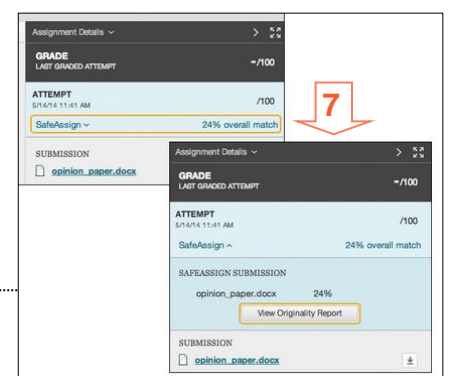 Assignment Details
GRADE
LAST GRADED ATTEMPT
-/100
ATTEMPT
5/14/14 11:41 AM
/100
SafeAssign
24% overall match
SUBMISSION
opinion_paper.docx
7
Assignment Details
GRADE
LAST GRADED ATTEMPT
-/100
ATTEMPT
5/14/14 11:41 AM
/100
SafeAssign
24% overall match
SAFEASSIGN SUBMISSION
opinion_paper.docx 24%
View Originality Report
SUBMISSION
opinion_paper.docx